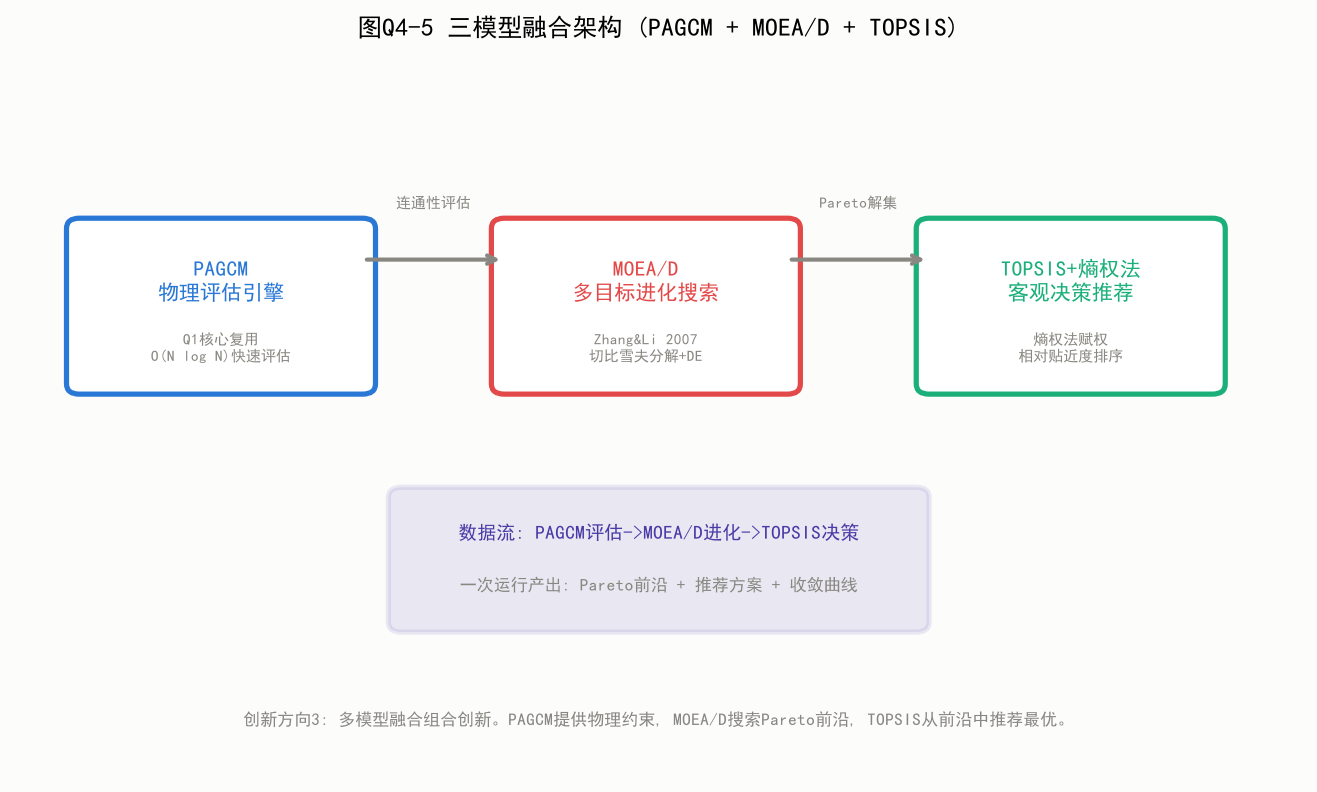 图Q4-5 三模型融合架构 (PAGCM + MOEA/D + TOPSIS)
连通性评估
Pareto解集
PAGCM
物理评估引擎
Q1核心复用
O(N log N)快速评估
MOEA/D
多目标进化搜索
Zhang&Li 2007
切比雪夫分解+DE
TOPSIS+熵权法
客观决策推荐
熵权法赋权
相对贴近度排序
数据流: PAGCM评估->MOEA/D进化->TOPSIS决策
一次运行产出: Pareto前沿 + 推荐方案 + 收敛曲线
创新方向3: 多模型融合组合创新。PAGCM提供物理约束, MOEA/D搜索Pareto前沿, TOPSIS从前沿中推荐最优。